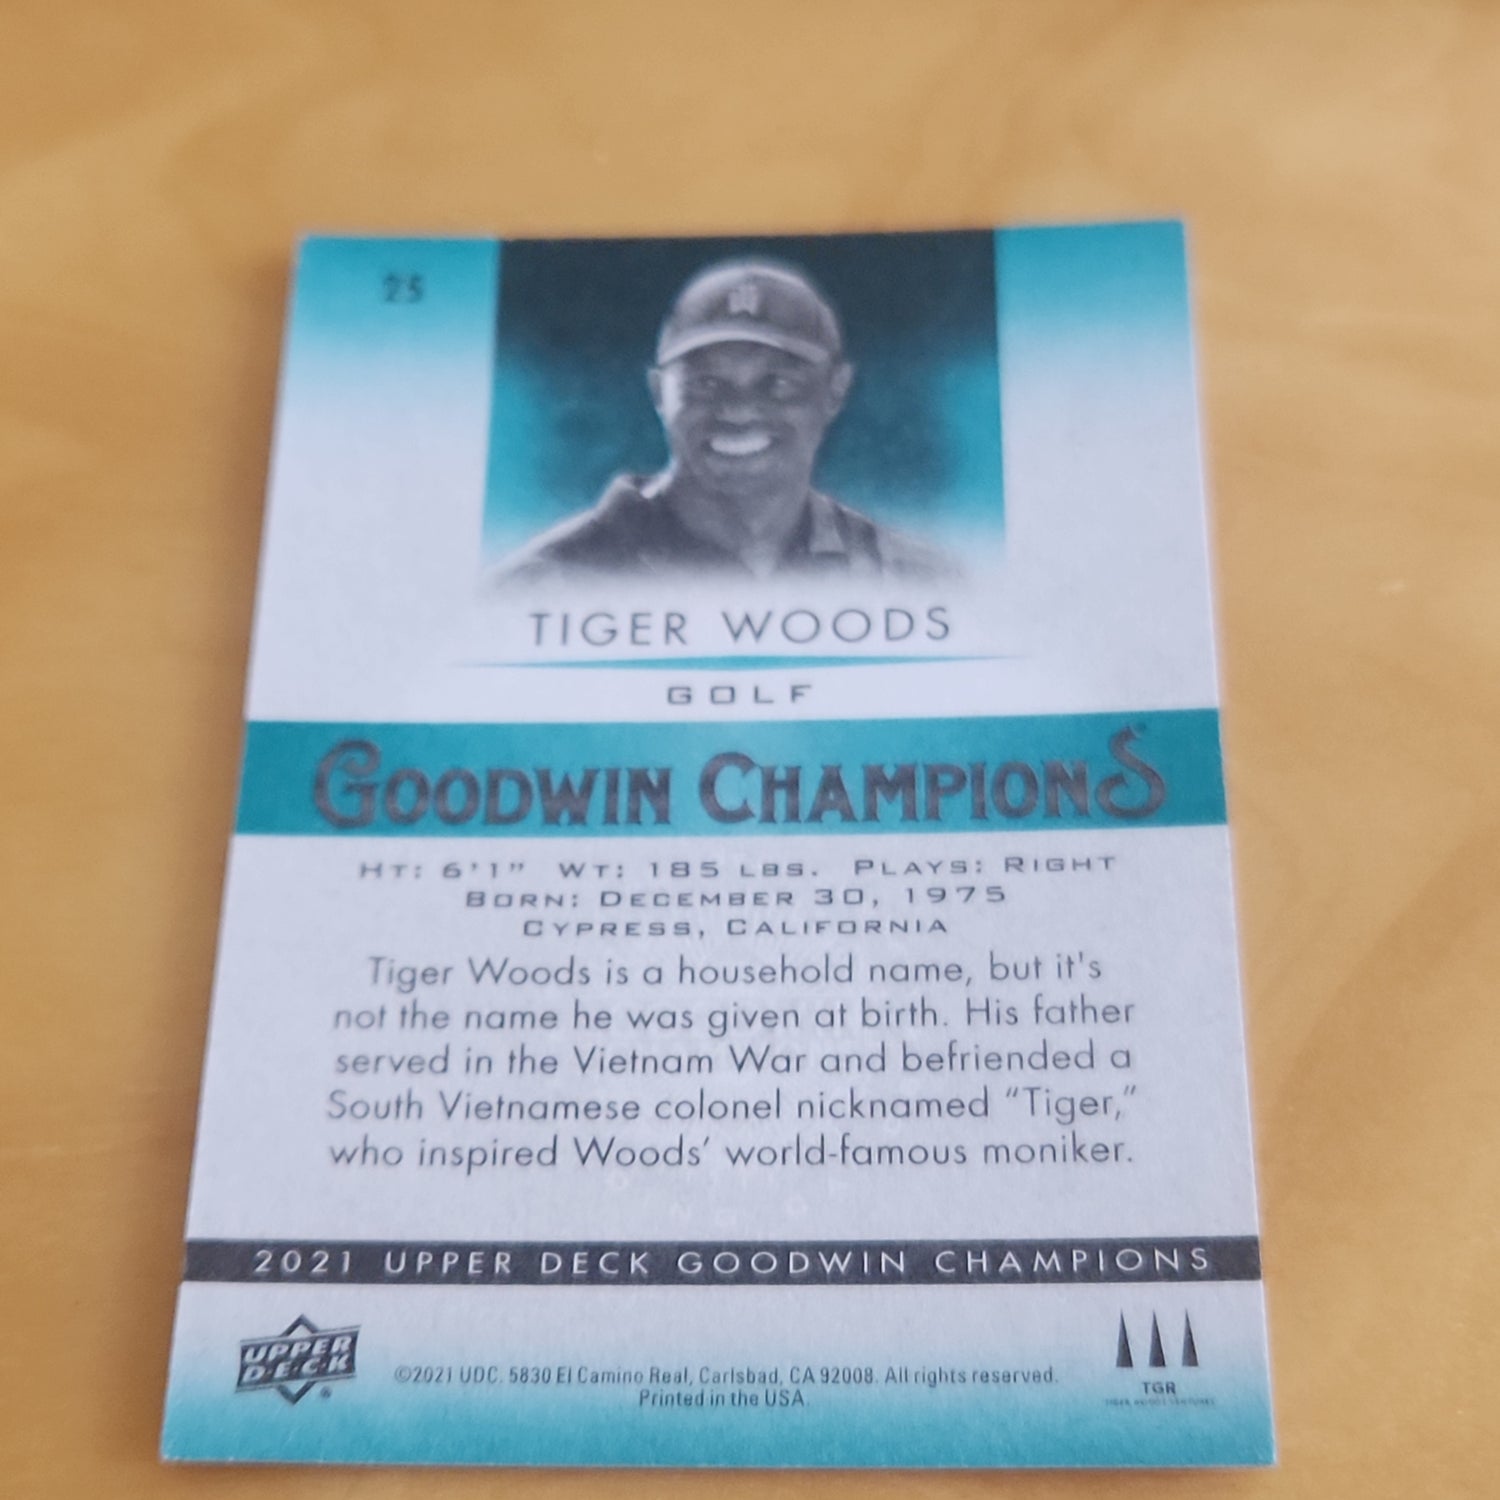 25
TIGER WOODS
GOLF
GOODWIN CHAMPIONS
HT: 6'1" WT: 185 LBS. PLAYS: RIGHT
BORN: DECEMBER 30, 1975
CYPRESS, CALIFORNIA
Tiger Woods is a household name, but it's
not the name he was given at birth. His father
served in the Vietnam War and befriended a
South Vietnamese colonel nicknamed “Tiger,”
who inspired Woods’ world-famous moniker.
2021 UPPER DECK GOODWIN CHAMPIONS
UPPER
DECK
®
©2021 UDC. 5830 El Camino Real, Carlsbad, CA 92008. All rights reserved.
Printed in the USA.
TGR
TIGER WOODS VENTURES